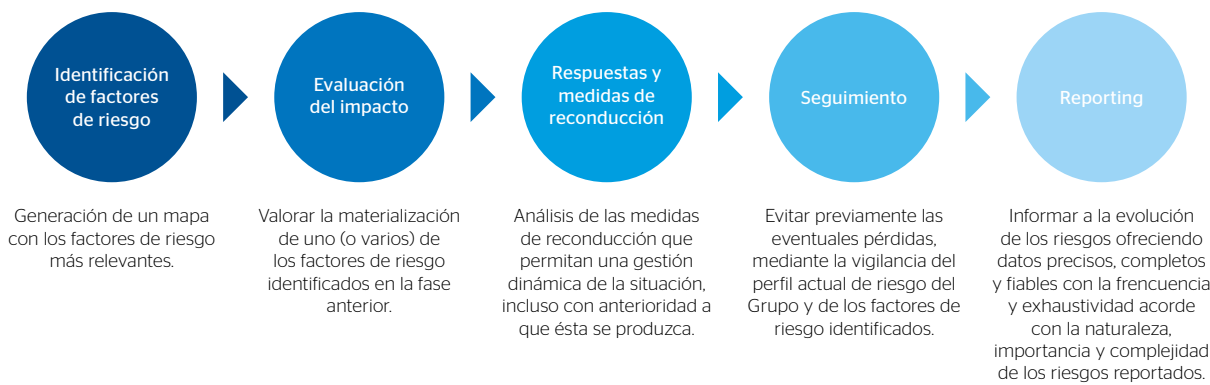 Identificación
de factores
de riesgo
Generación de un mapa
con los factores de riesgo
más relevantes.
Evaluación
del impacto
Valorar la materialización
de uno (o varios) de
los factores de riesgo
identificados en la fase
anterior.
Respuestas y
medidas de
reconducción
Análisis de las medidas
de reconducción que
permitan una gestión
dinámica de la situación,
incluso con anterioridad a
que ésta se produzca.
Seguimiento
Evitar previamente las
eventuales pérdidas,
mediante la vigilancia del
perfil actual de riesgo del
Grupo y de los factores de
riesgo identificados.
Reporting
Informar a la evolución
de los riesgos ofreciendo
datos precisos, completos
y fiables con la frencuencia
y exhaustividad acorde
con la naturaleza,
importancia y complejidad
de los riesgos reportados.